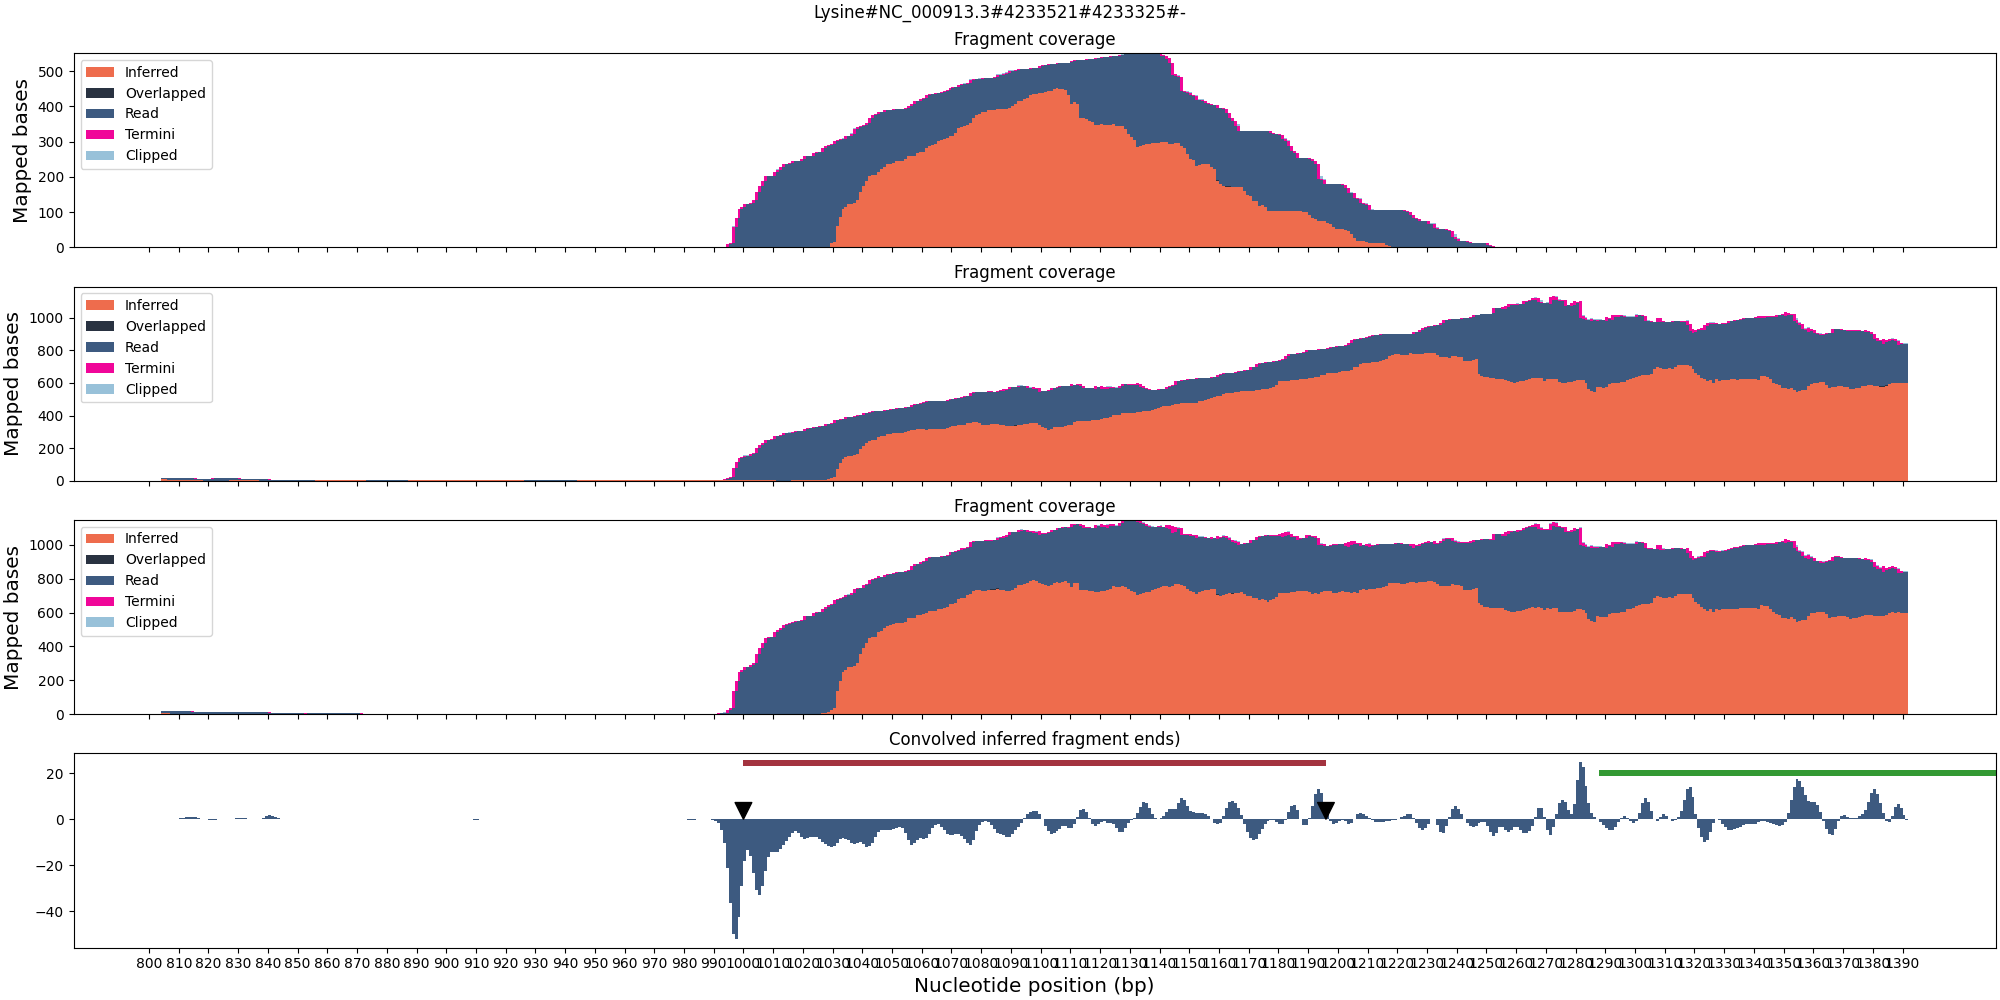 Lysine#NC_000913.3#4233521#4233325#-
Fragment coverage
Mapped bases
500
400
300
200
100
0
Inferred
Overlapped
Read
Termini
Clipped
Fragment coverage
Mapped bases
1000
800
600
400
200
0
Inferred
Overlapped
Read
Termini
Clipped
Fragment coverage
Mapped bases
1000
800
600
400
200
0
Inferred
Overlapped
Read
Termini
Clipped
Convolved inferred fragment ends)
20
0
−20
−40
800 810 820 830 840 850 860 870 880 890 900 910 920 930 940 950 960 970 980 990 1000 1010 1020 1030 1040 1050 1060 1070 1080 1090 1100 1110 1120 1130 1140 1150 1160 1170 1180 1190 1200 1210 1220 1230 1240 1250 1260 1270 1280 1290 1300 1310 1320 1330 1340 1350 1360 1370 1380 1390
Nucleotide position (bp)